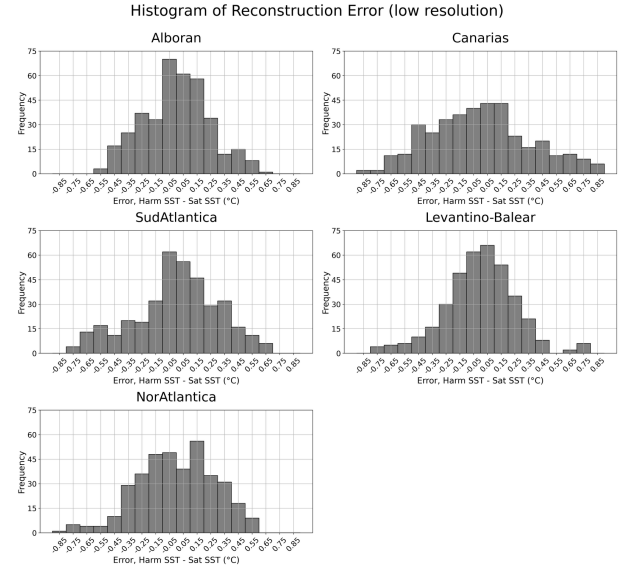 Histogram of Reconstruction Error (low resolution)
Alboran
Frequency
75
60
45
30
15
0
-0.85 -0.75 -0.65 -0.55 -0.45 -0.35 -0.25 -0.15 -0.05 0.05 0.15 0.25 0.35 0.45 0.55 0.65 0.75 0.85
Error, Harm SST - Sat SST (°C)
Canarias
Frequency
75
60
45
30
15
0
-0.85 -0.75 -0.65 -0.55 -0.45 -0.35 -0.25 -0.15 -0.05 0.05 0.15 0.25 0.35 0.45 0.55 0.65 0.75 0.85
Error, Harm SST - Sat SST (°C)
SudAtlantica
Frequency
75
60
45
30
15
0
-0.85 -0.75 -0.65 -0.55 -0.45 -0.35 -0.25 -0.15 -0.05 0.05 0.15 0.25 0.35 0.45 0.55 0.65 0.75 0.85
Error, Harm SST - Sat SST (°C)
Levantino-Balear
Frequency
75
60
45
30
15
0
-0.85 -0.75 -0.65 -0.55 -0.45 -0.35 -0.25 -0.15 -0.05 0.05 0.15 0.25 0.35 0.45 0.55 0.65 0.75 0.85
Error, Harm SST - Sat SST (°C)
NorAtlantica
Frequency
75
60
45
30
15
0
-0.85 -0.75 -0.65 -0.55 -0.45 -0.35 -0.25 -0.15 -0.05 0.05 0.15 0.25 0.35 0.45 0.55 0.65 0.75 0.85
Error, Harm SST - Sat SST (°C)